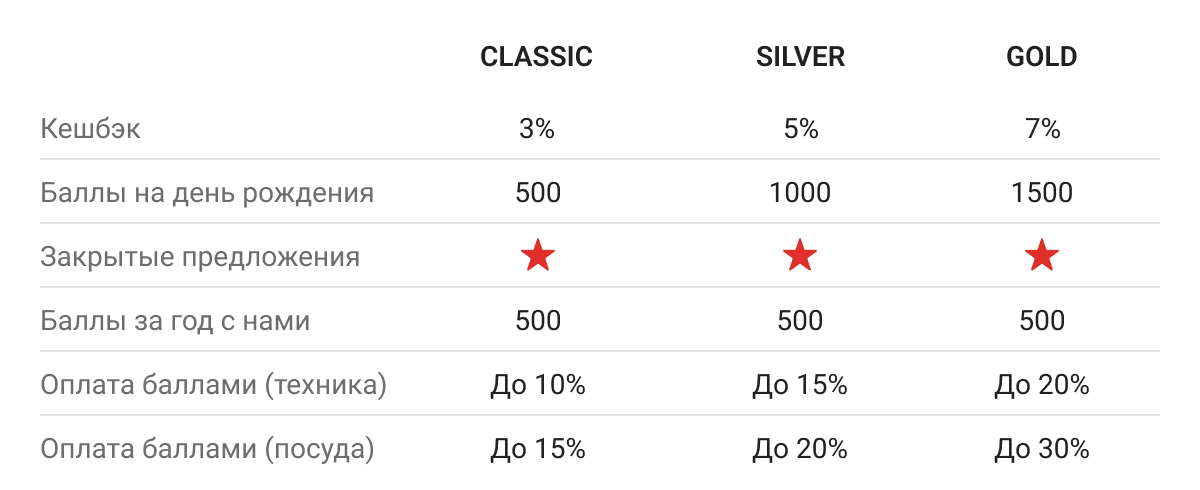 CLASSIC SILVER GOLD
Кешбэк 3% 5% 7%
Баллы на день рождения 500 1000 1500
Закрытые предложения
Баллы за год с нами 500 500 500
Оплата баллами (техника) До 10% До 15% До 20%
Оплата баллами (посуда) До 15% До 20% До 30%